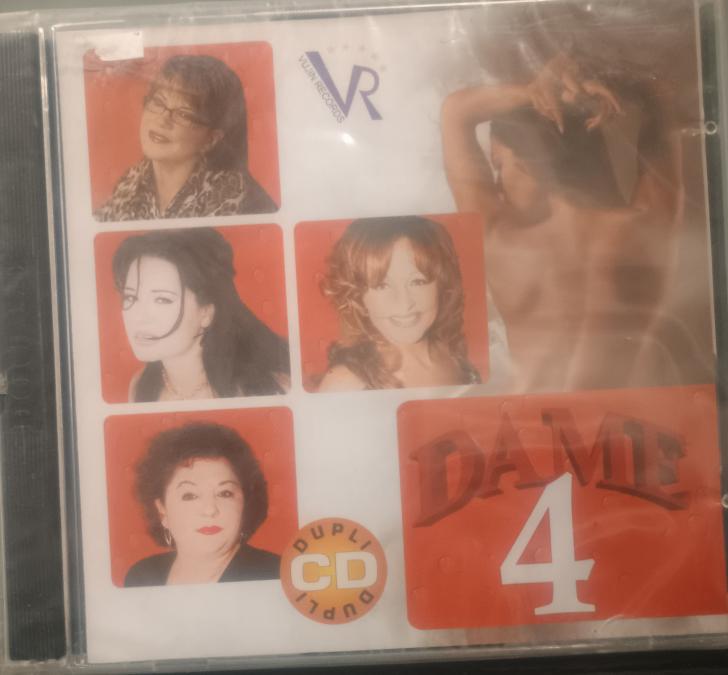 VR
VUJIN RECORDS
DAME
4
DUPLI
CD
DUPLI